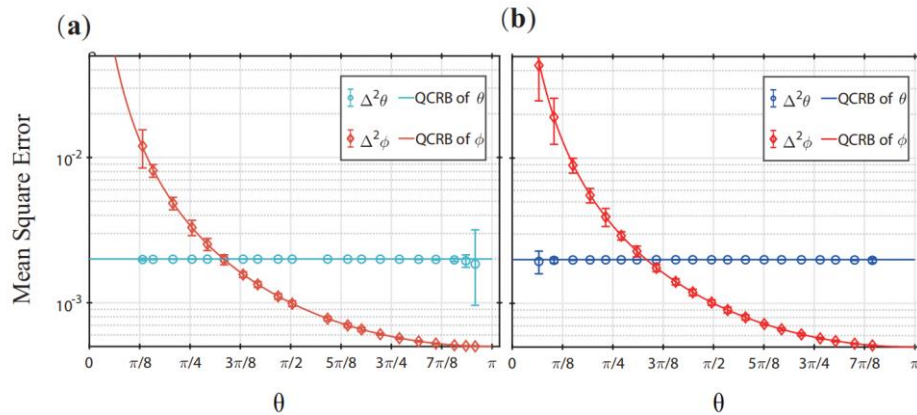 (a)
(b)
Mean Square Error
10⁻²
10⁻³
Δ²θ QCRB of θ
Δ²ϕ QCRB of ϕ
Δ²θ QCRB of θ
Δ²ϕ QCRB of ϕ
0 π/8 π/4 3π/8 π/2 5π/8 3π/4 7π/8 π
0 π/8 π/4 3π/8 π/2 5π/8 3π/4 7π/8 π
θ
θ